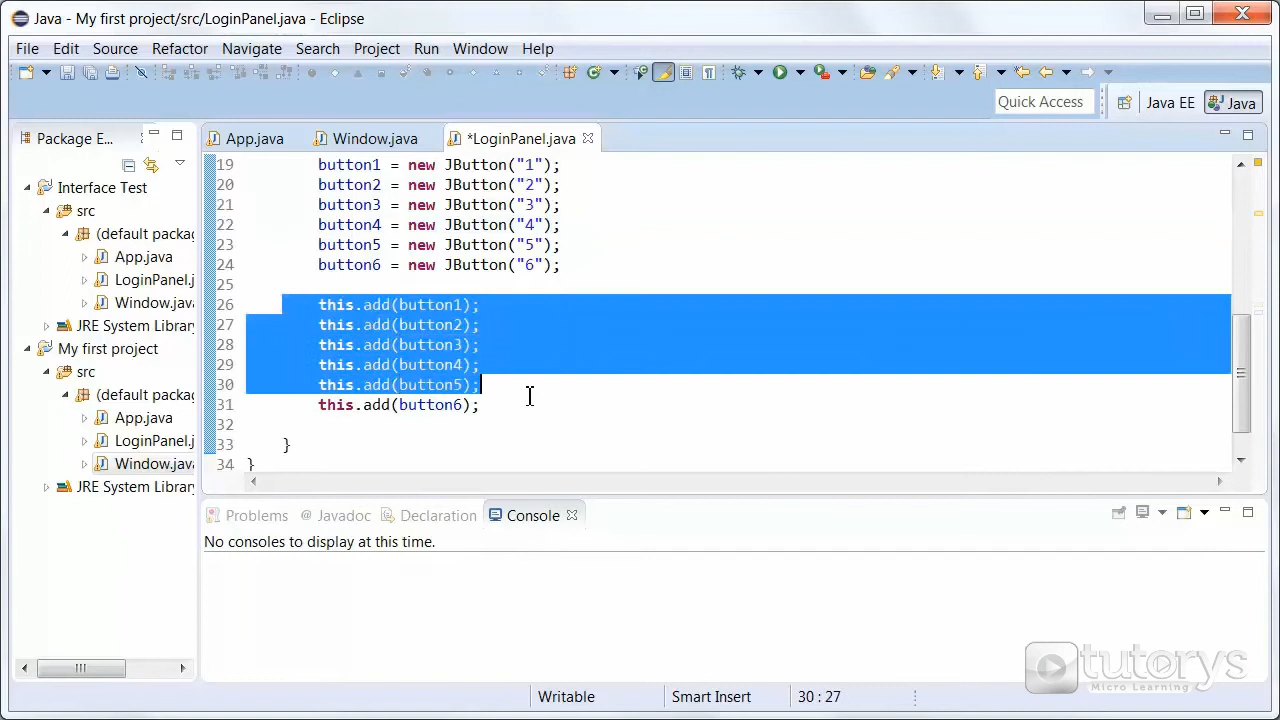 Java - My first project/src/LoginPanel.java - Eclipse
File Edit Source Refactor Navigate Search Project Run Window Help
Quick Access Java EE Java
Package E... App.java Window.java *LoginPanel.java
Interface Test
src
(default packag
App.java
LoginPanel.j
Window.java
JRE System Library
My first project
src
(default packag
App.java
LoginPanel.j
Window.java
JRE System Library
19 button1 = new JButton("1");
20 button2 = new JButton("2");
21 button3 = new JButton("3");
22 button4 = new JButton("4");
23 button5 = new JButton("5");
24 button6 = new JButton("6");
25
26 this.add(button1);
27 this.add(button2);
28 this.add(button3);
29 this.add(button4);
30 this.add(button5);
31 this.add(button6);
32
33 }
34 }
Problems @ Javadoc Declaration Console
No consoles to display at this time.
tutorys
Micro Learning
Writable Smart Insert 30 : 27